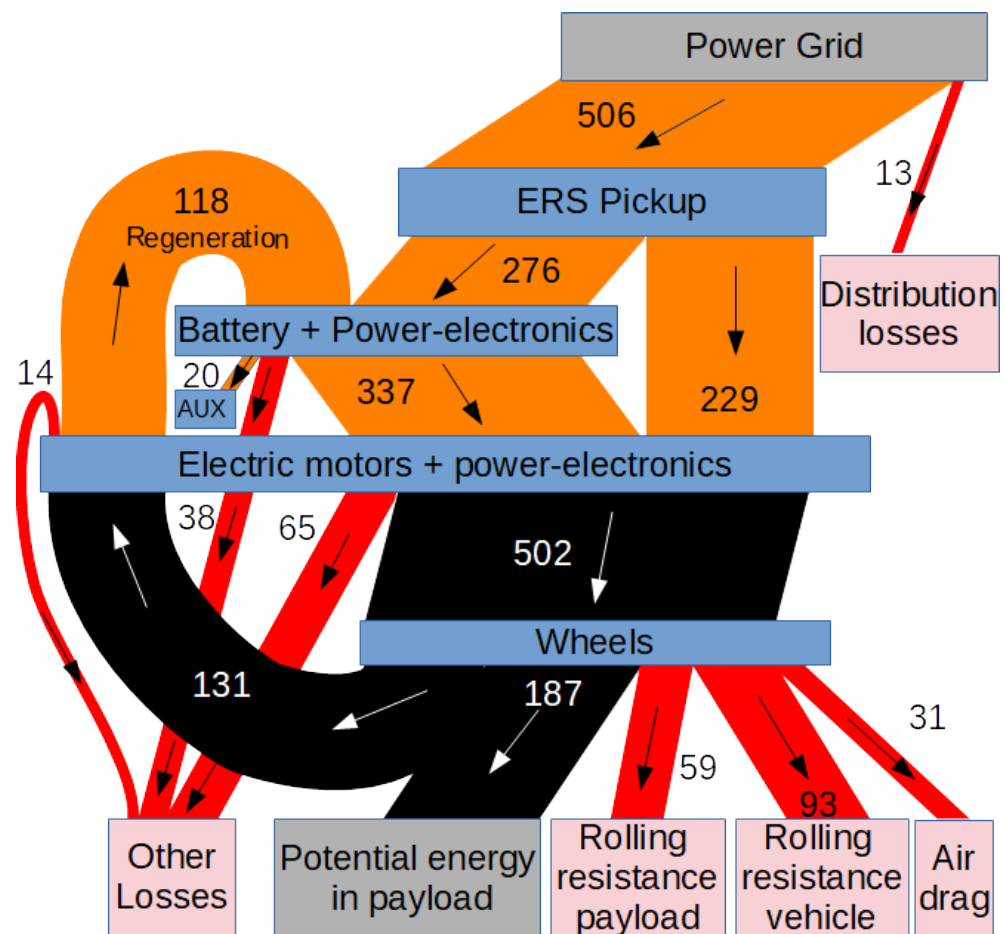 Power Grid
506
13
ERS Pickup
118
Regeneration
276
Distribution
losses
Battery + Power-electronics
14
20
AUX
337
229
Electric motors + power-electronics
38
65
502
Wheels
131
187
59
93
31
Other
Losses
Potential energy
in payload
Rolling
resistance
payload
Rolling
resistance
vehicle
Air
drag